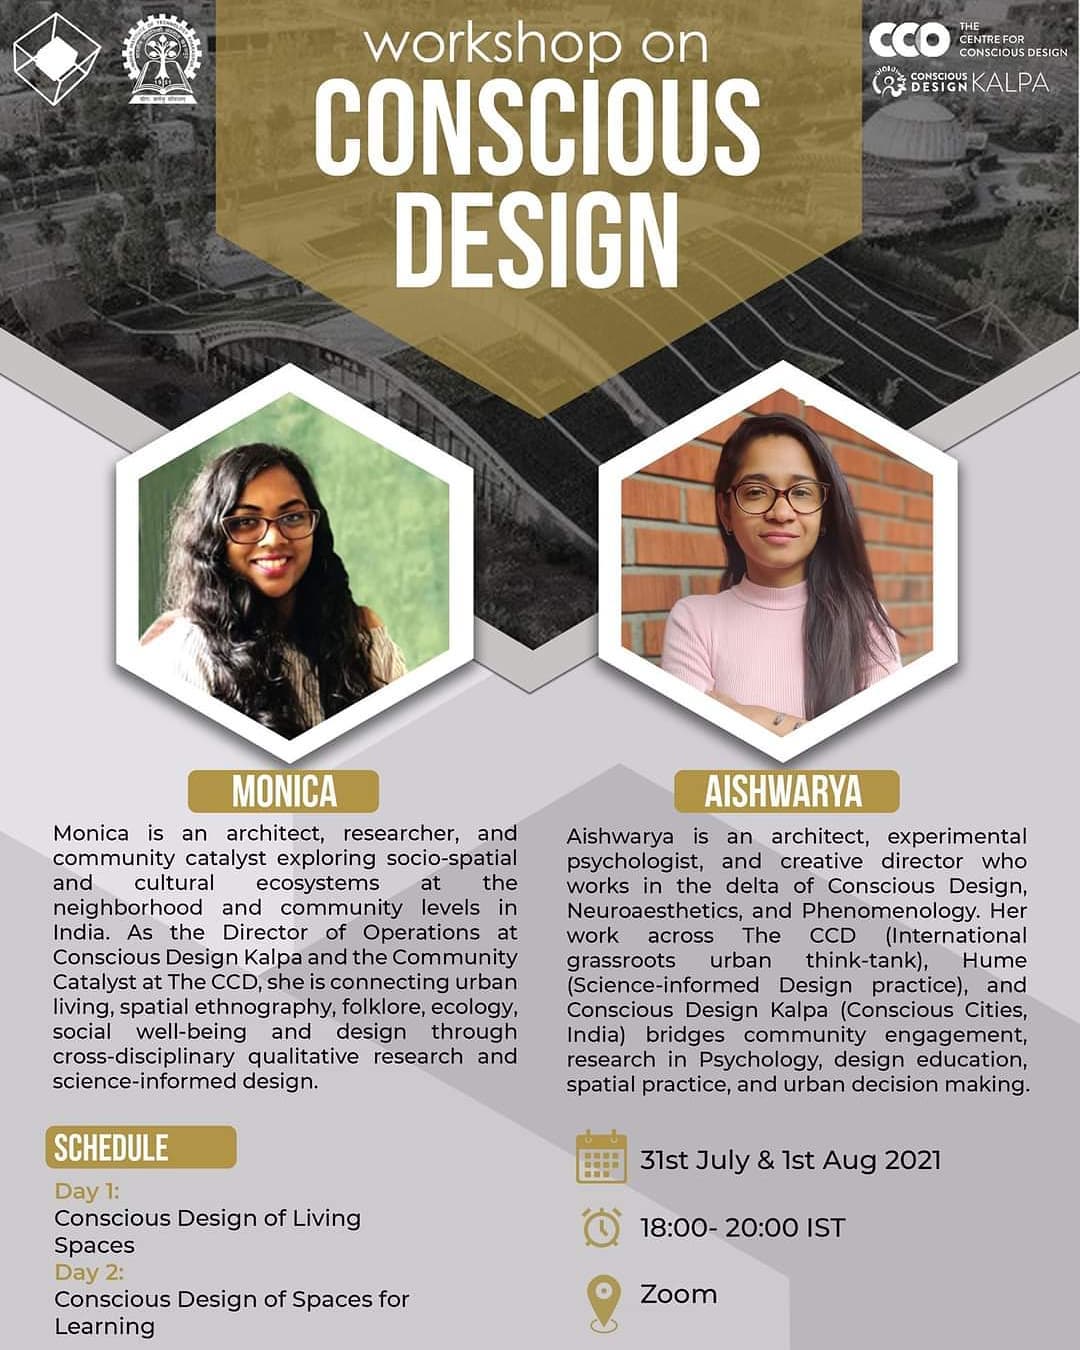 workshop on
CONSCIOUS
DESIGN
CCD
THE
CENTRE FOR
CONSCIOUS DESIGN
CONSCIOUS
DESIGN KALPA
1951
MONICA
Monica is an architect, researcher, and
community catalyst exploring socio-spatial
and cultural ecosystems at the
neighborhood and community levels in
India. As the Director of Operations at
Conscious Design Kalpa and the Community
Catalyst at The CCD, she is connecting urban
living, spatial ethnography, folklore, ecology,
social well-being and design through
cross-disciplinary qualitative research and
science-informed design.
AISHWARYA
Aishwarya is an architect, experimental
psychologist, and creative director who
works in the delta of Conscious Design,
Neuroaesthetics, and Phenomenology. Her
work across The CCD (International
grassroots urban think-tank), Hume
(Science-informed Design practice), and
Conscious Design Kalpa (Conscious Cities,
India) bridges community engagement,
research in Psychology, design education,
spatial practice, and urban decision making.
SCHEDULE
Day 1:
Conscious Design of Living
Spaces
Day 2:
Conscious Design of Spaces for
Learning
31st July & 1st Aug 2021
18:00- 20:00 IST
Zoom